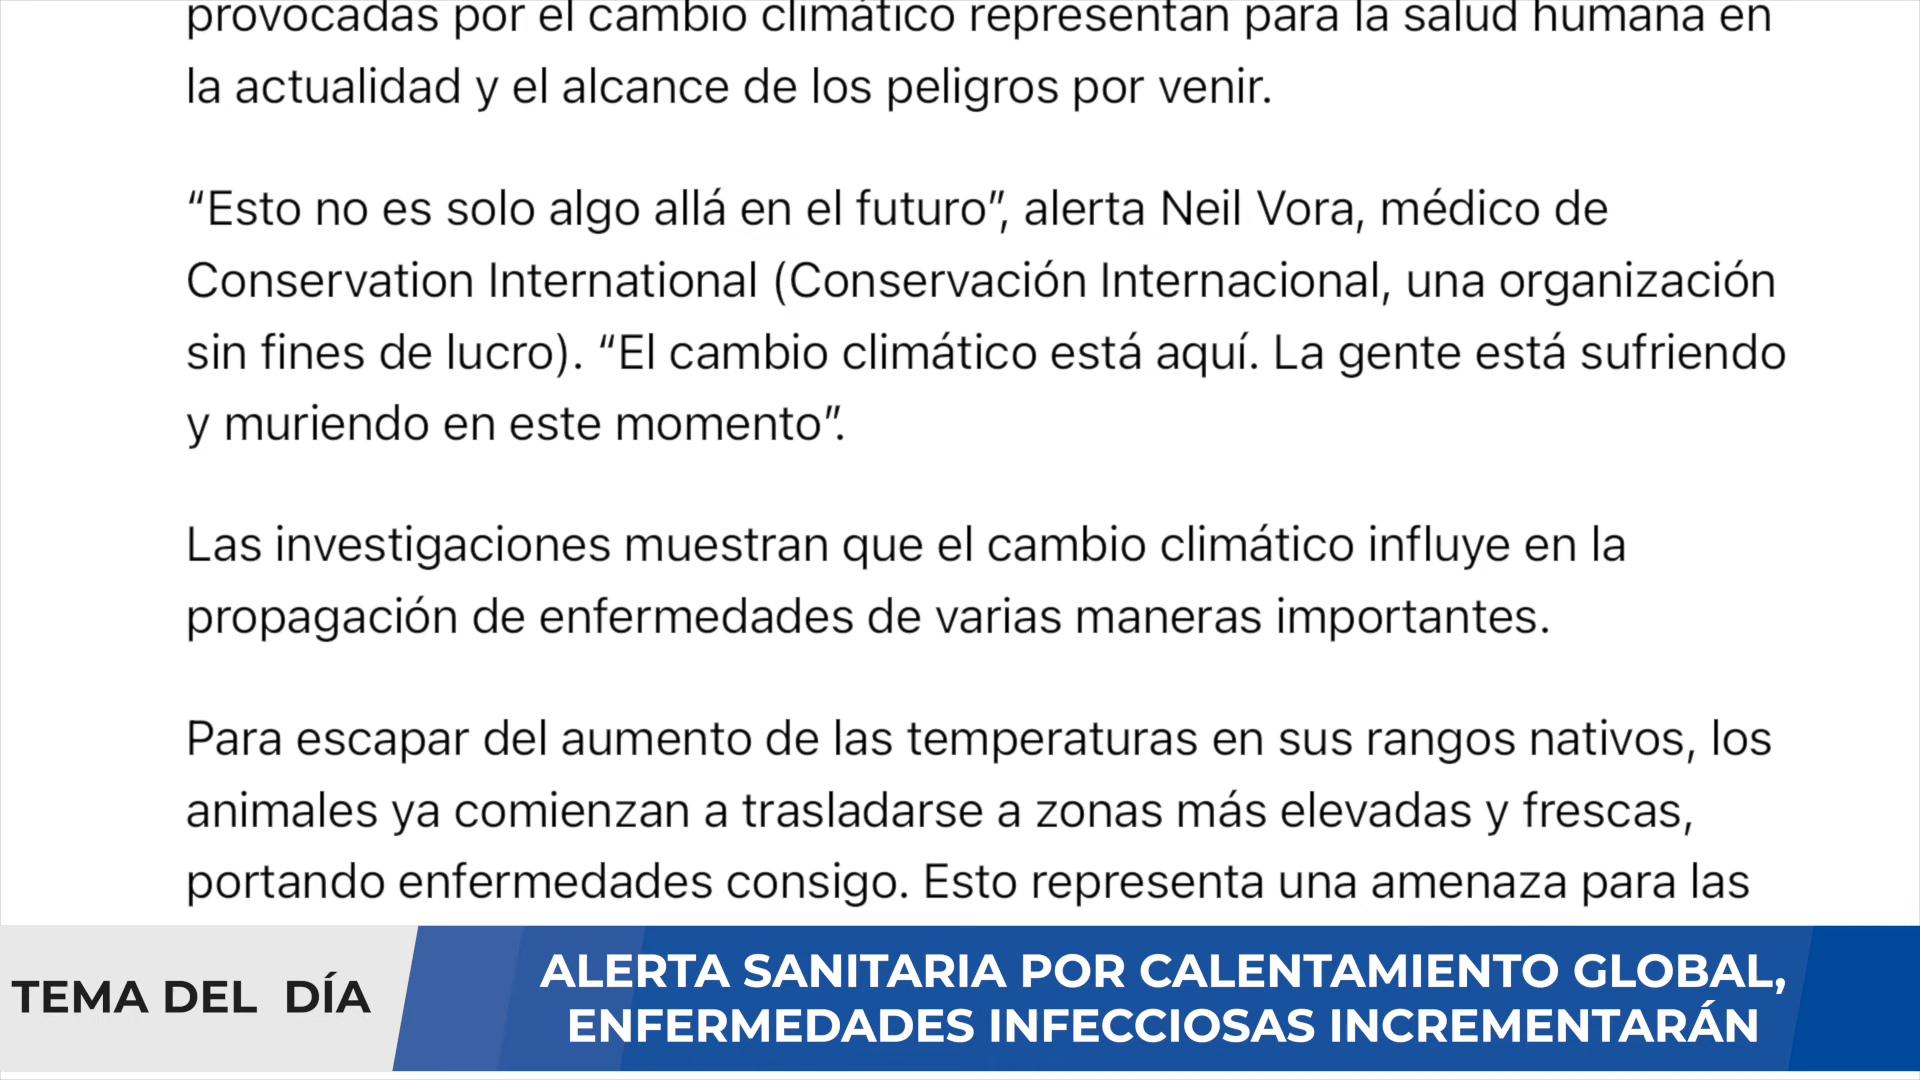 provocadas por el cambio climático representan para la salud humana en
la actualidad y el alcance de los peligros por venir.
“Esto no es solo algo allá en el futuro”, alerta Neil Vora, médico de
Conservation International (Conservación Internacional, una organización
sin fines de lucro). “El cambio climático está aquí. La gente está sufriendo
y muriendo en este momento”.
Las investigaciones muestran que el cambio climático influye en la
propagación de enfermedades de varias maneras importantes.
Para escapar del aumento de las temperaturas en sus rangos nativos, los
animales ya comienzan a trasladarse a zonas más elevadas y frescas,
portando enfermedades consigo. Esto representa una amenaza para las
TEMA DEL DÍA
ALERTA SANITARIA POR CALENTAMIENTO GLOBAL,
ENFERMEDADES INFECCIOSAS INCREMENTARÁN